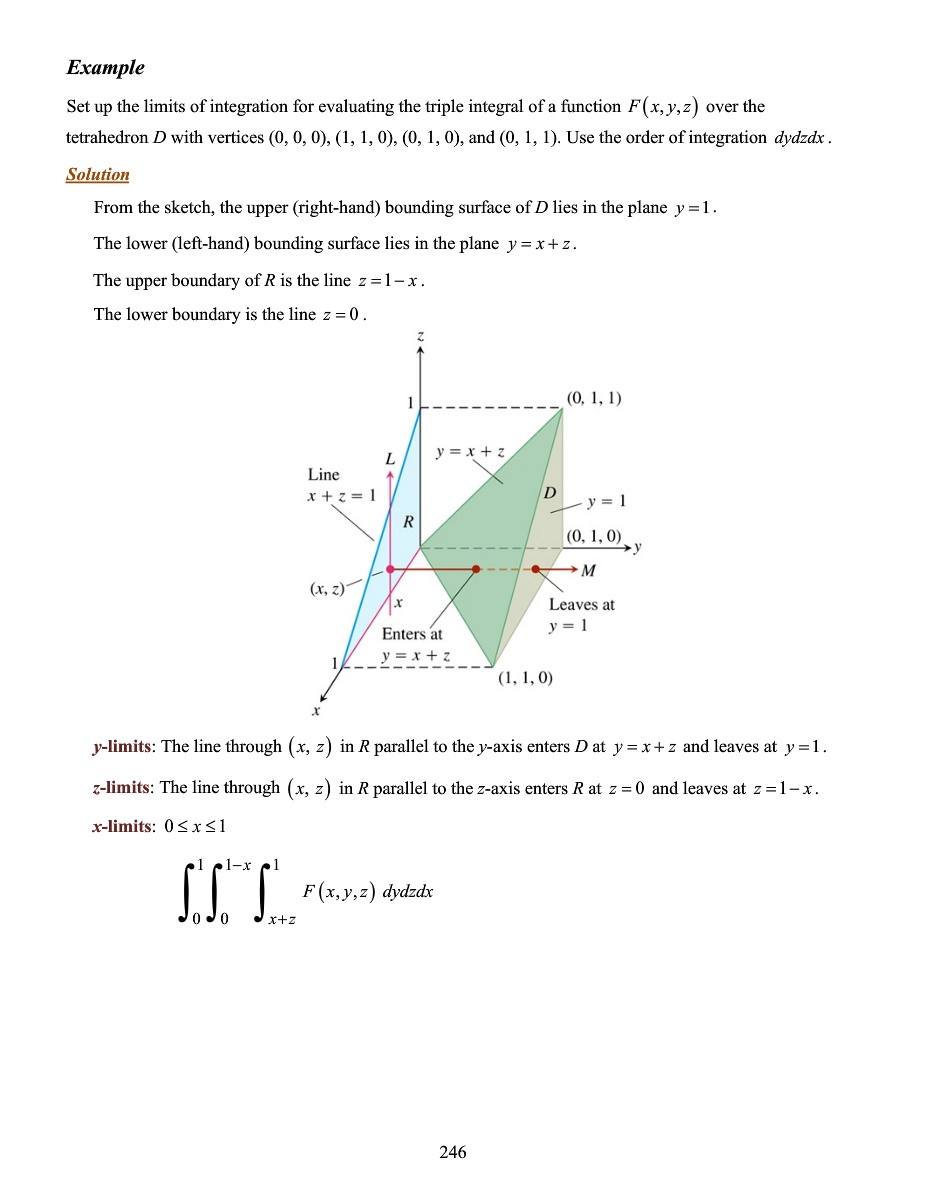 Example
Set up the limits of integration for evaluating the triple integral of a function F(x, y, z) over the
tetrahedron D with vertices (0, 0, 0), (1, 1, 0), (0, 1, 0), and (0, 1, 1). Use the order of integration dydzdx.
Solution
From the sketch, the upper (right-hand) bounding surface of D lies in the plane y = 1.
The lower (left-hand) bounding surface lies in the plane y = x + z.
The upper boundary of R is the line z = 1 − x.
The lower boundary is the line z = 0.
z
1
(0, 1, 1)
L
y = x + z
Line
x + z = 1
D
y = 1
R
(0, 1, 0)
y
M
(x, z)
x
Leaves at
y = 1
Enters at
y = x + z
1
(1, 1, 0)
x
y-limits: The line through (x, z) in R parallel to the y-axis enters D at y = x + z and leaves at y = 1.
z-limits: The line through (x, z) in R parallel to the z-axis enters R at z = 0 and leaves at z = 1 − x.
x-limits: 0 ≤ x ≤ 1
∫₀¹ ∫₀^{1−x} ∫_{x+z}^{1} F(x, y, z) dydzdx
246